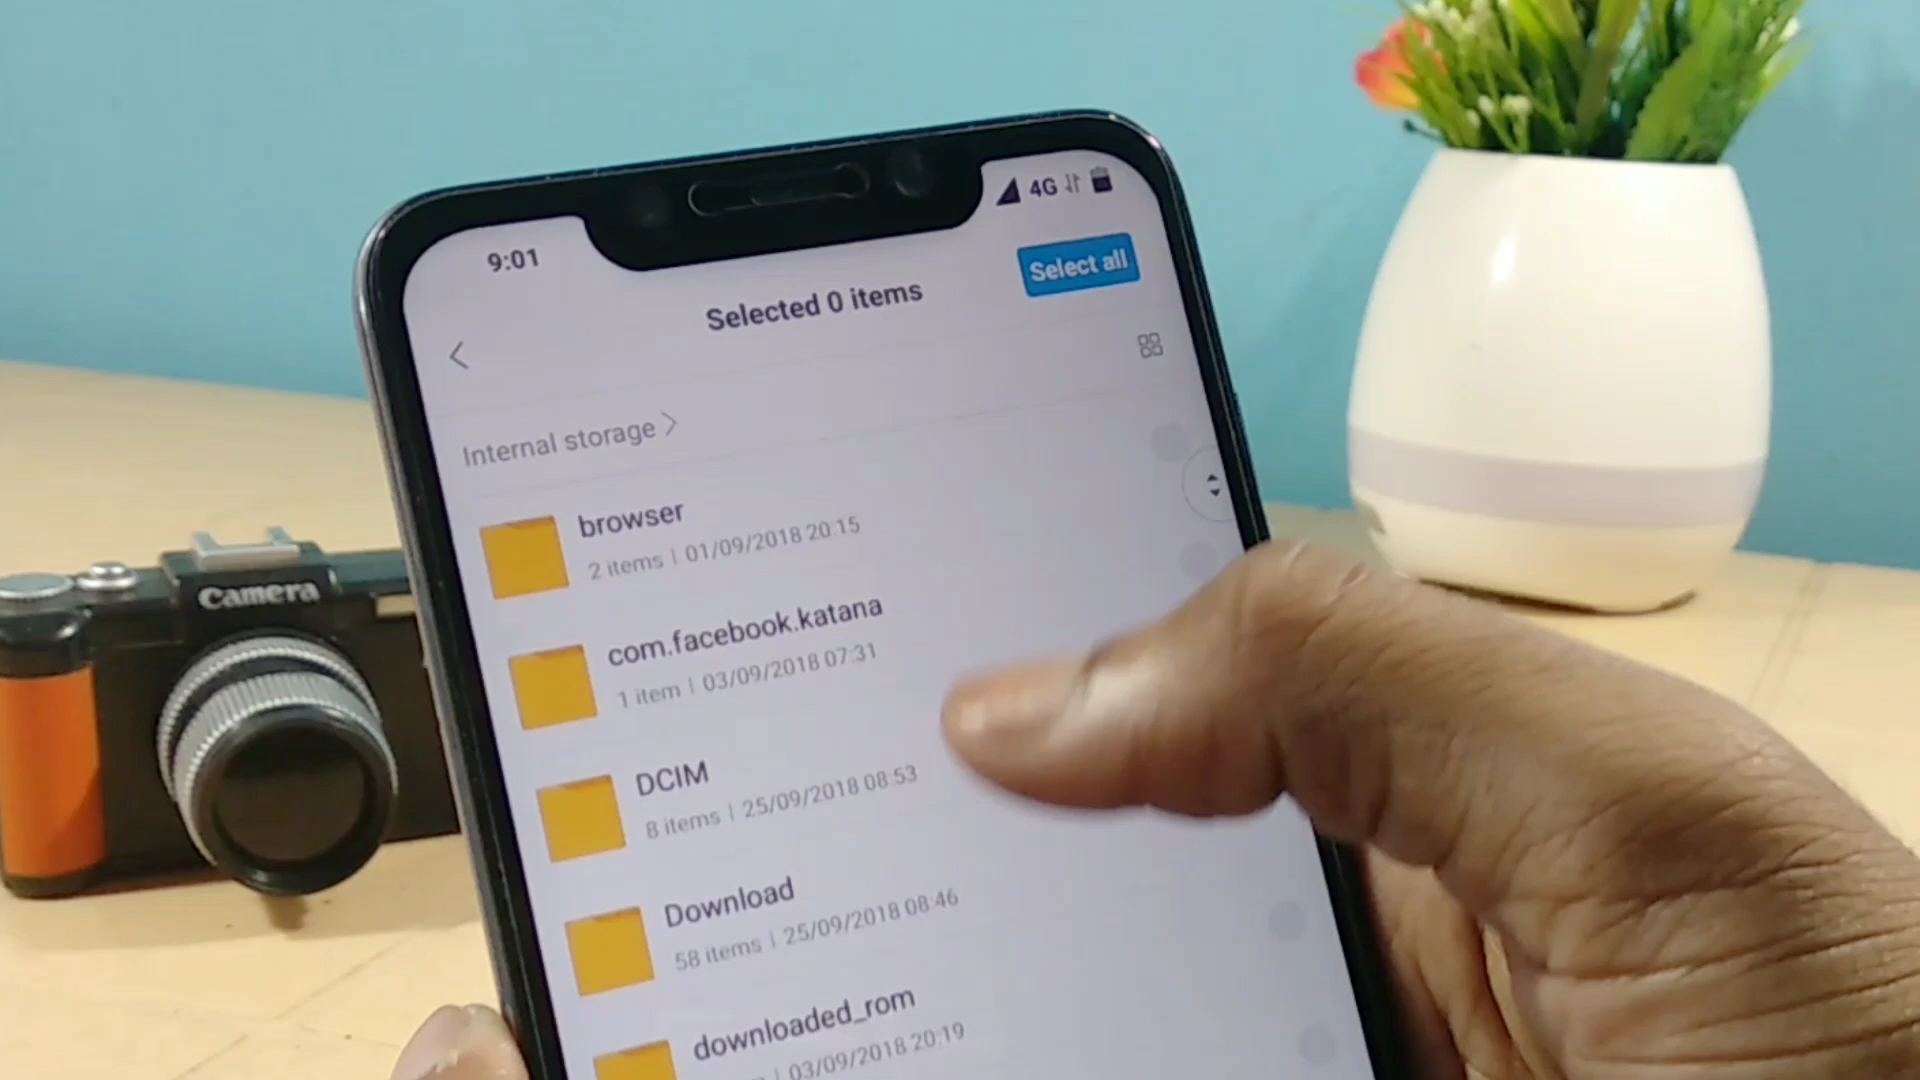 9:01
4G
Selected 0 items
Select all
Internal storage
browser
2 items | 01/09/2018 20:15
com.facebook.katana
1 item | 03/09/2018 07:31
DCIM
8 items | 25/09/2018 08:53
Download
58 items | 25/09/2018 08:46
downloaded_rom
| 03/09/2018 20:19
Camera